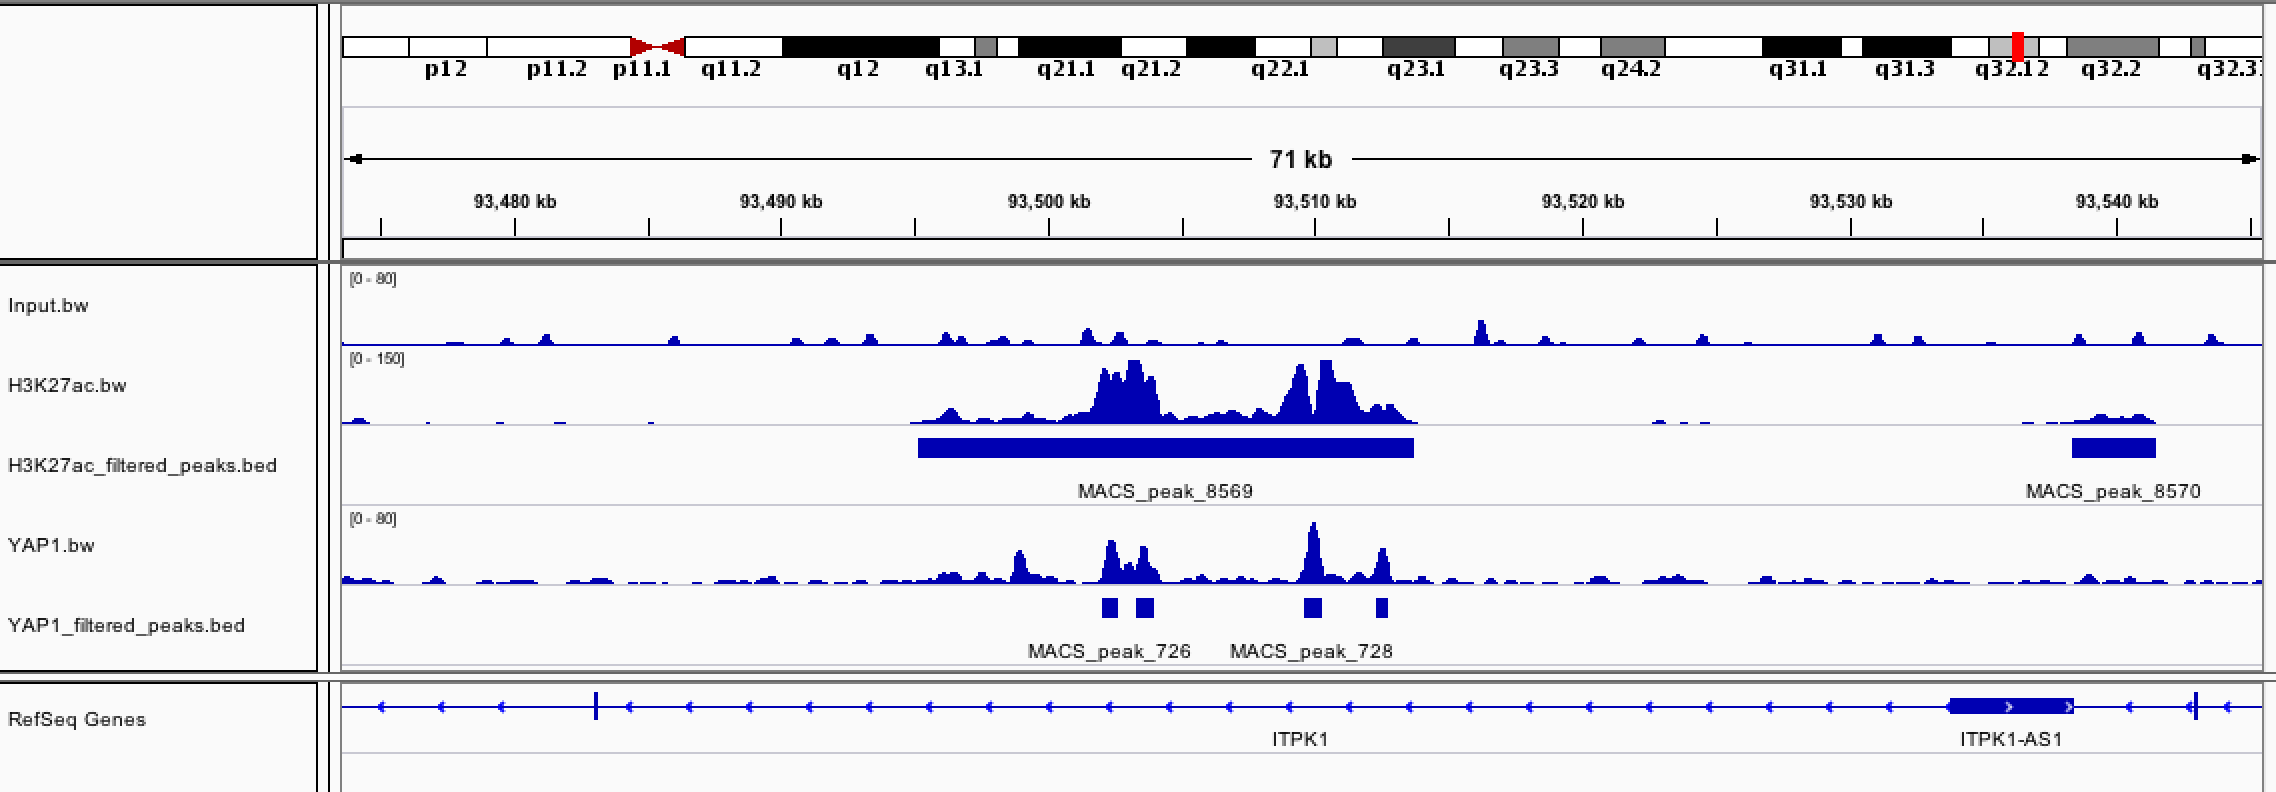 p12 p11.2 p11.1 q11.2 q12 q13.1 q21.1 q21.2 q22.1 q23.1 q23.3 q24.2 q31.1 q31.3 q32.12 q32.2
71 kb
93,480 kb 93,490 kb 93,500 kb 93,510 kb 93,520 kb 93,530 kb 93,540 kb
[0 - 80]
Input.bw
[0 - 150]
H3K27ac.bw
H3K27ac_filtered_peaks.bed
MACS_peak_8569 MACS_peak_8570
[0 - 80]
YAP1.bw
YAP1_filtered_peaks.bed
MACS_peak_726 MACS_peak_728
RefSeq Genes
ITPK1 ITPK1-AS1